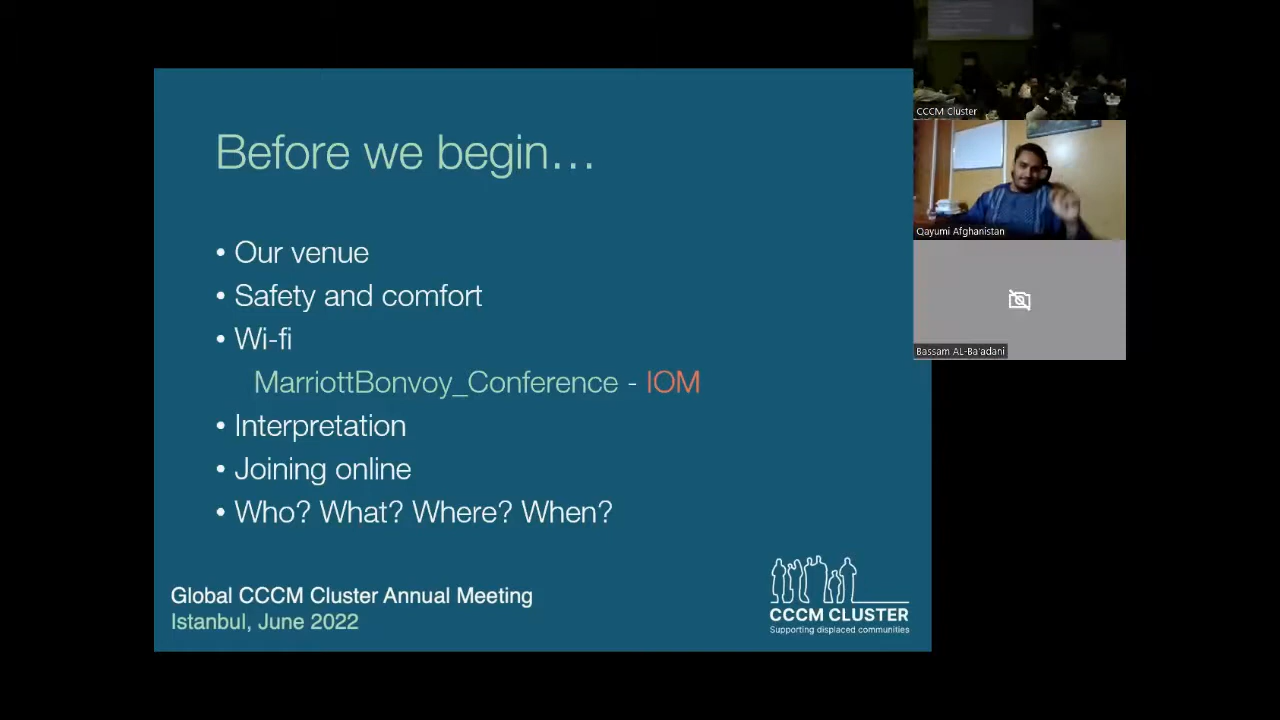 Before we begin...
• Our venue
• Safety and comfort
• Wi-fi
MarriottBonvoy_Conference - IOM
• Interpretation
• Joining online
• Who? What? Where? When?
Global CCCM Cluster Annual Meeting
Istanbul, June 2022
CCCM CLUSTER
Supporting displaced communities
CCCM Cluster
Qayumi Afghanistan
Bassam AL-Ba'adani